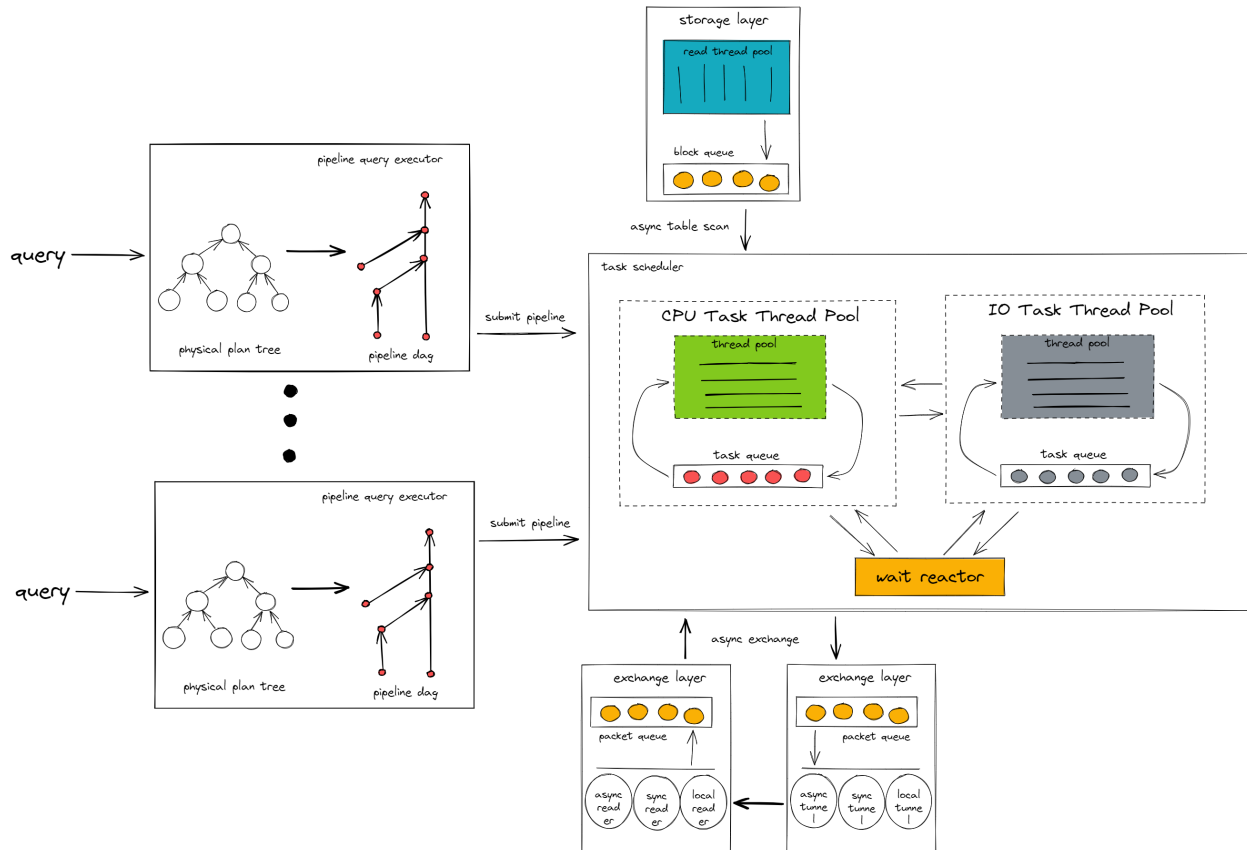 storage layer
read thread pool
block queue
async table scan
query
pipeline query executor
physical plan tree
pipeline dag
submit pipeline
query
pipeline query executor
physical plan tree
pipeline dag
submit pipeline
task scheduler
CPU Task Thread Pool
thread pool
task queue
IO Task Thread Pool
thread pool
task queue
wait reactor
async exchange
exchange layer
packet queue
async
read
er
sync
read
er
local
read
er
exchange layer
packet queue
async
tunne
l
sync
tunne
l
local
tunne
l